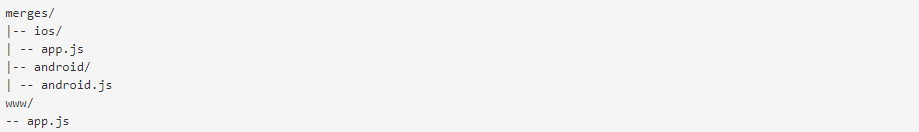 merges/
|-- ios/
| -- app.js
|-- android/
| -- android.js
www/
-- app.js